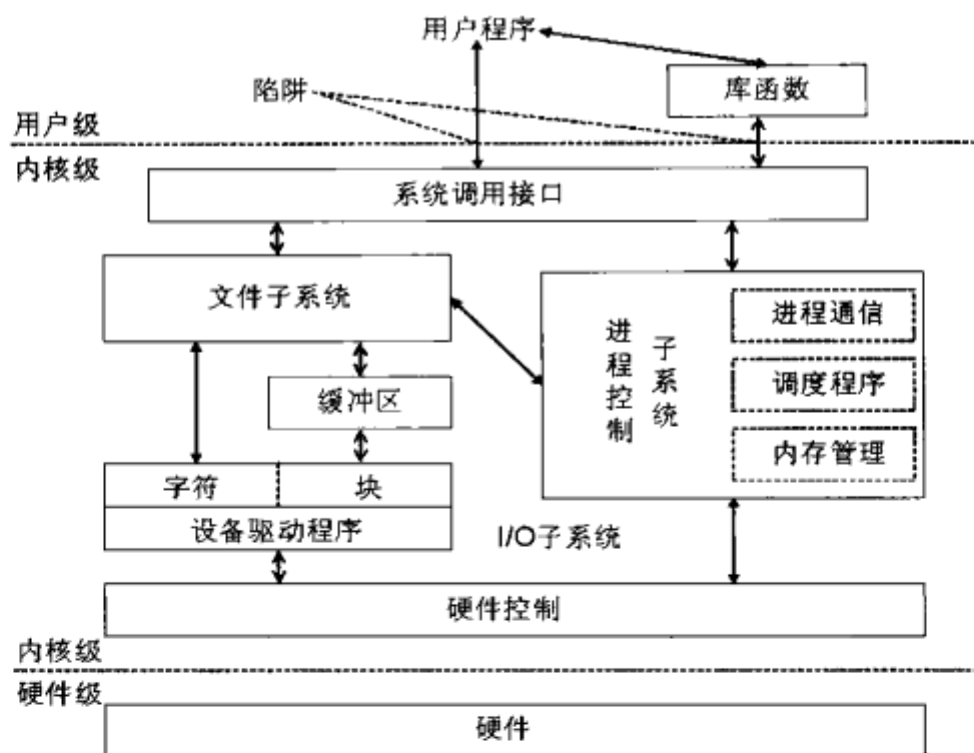 用户程序
库函数
陷阱
用户级
内核级
系统调用接口
文件子系统
进程控制
子系统
进程通信
调度程序
内存管理
缓冲区
字符
块
设备驱动程序
I/O子系统
硬件控制
内核级
硬件级
硬件